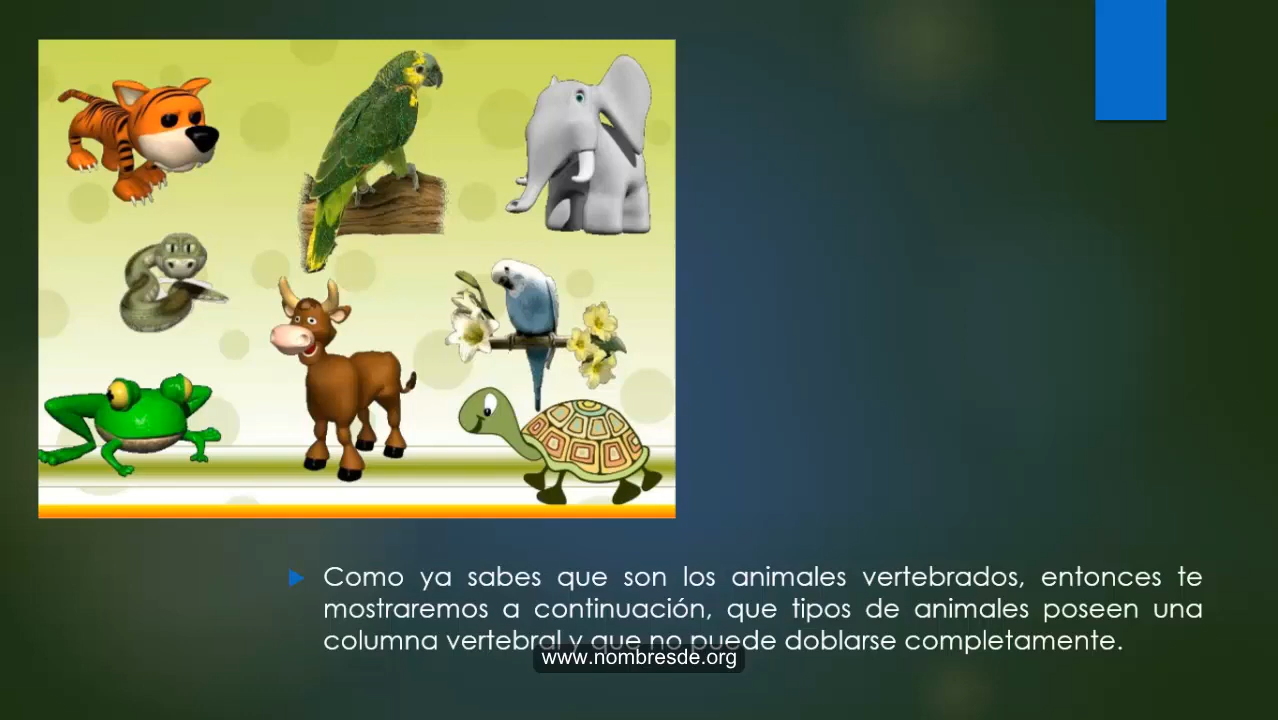 Como ya sabes que son los animales vertebrados, entonces te
mostraremos a continuación, que tipos de animales poseen una
columna vertebral y que no puede doblarse completamente.
www.nombresde.org